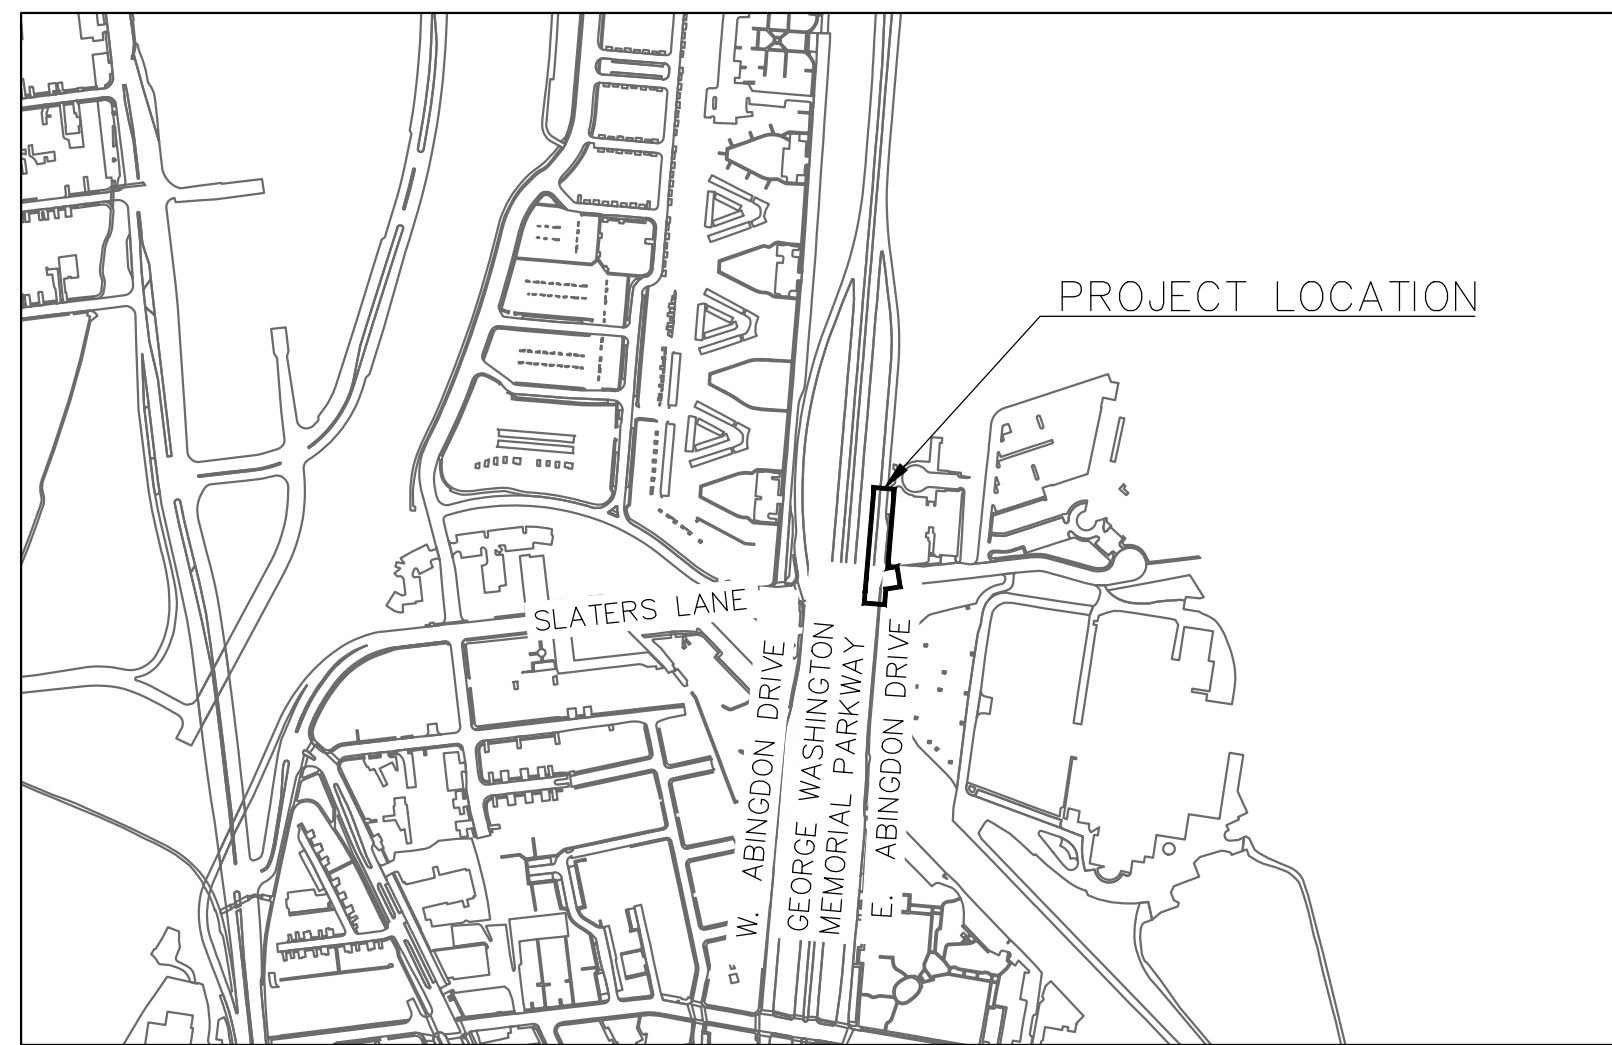 PROJECT LOCATION
SLATERS LANE
W. ABINGDON DRIVE
GEORGE WASHINGTON
MEMORIAL PARKWAY
E. ABINGDON DRIVE